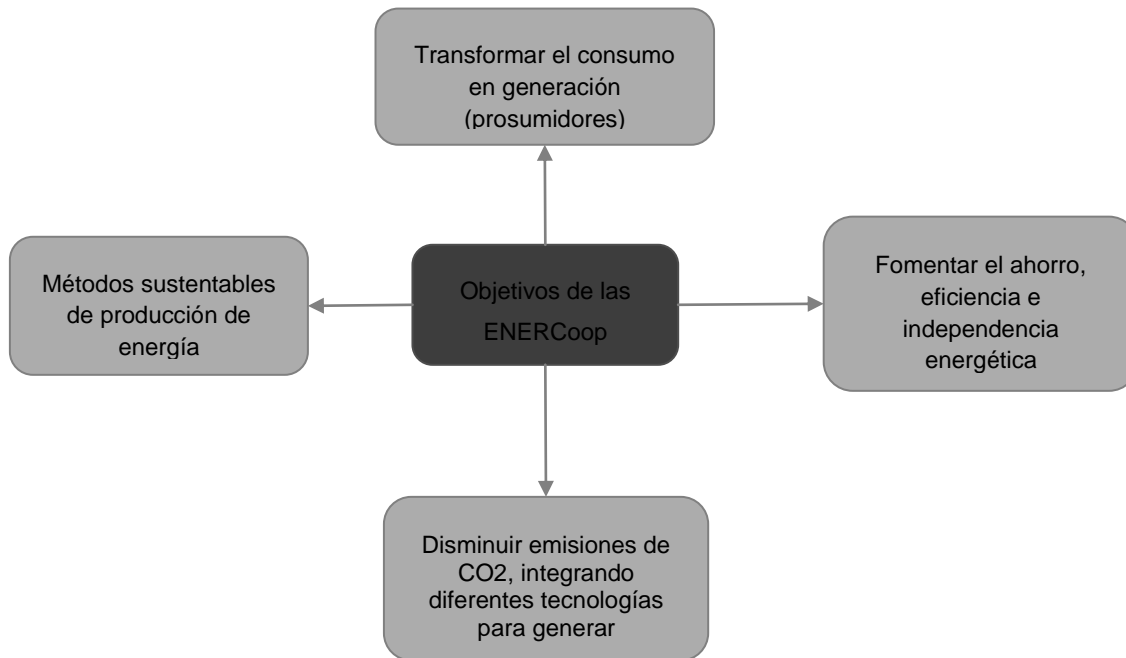 Transformar el consumo
en generación
(prosumidores)
Métodos sustentables
de producción de
energía
Objetivos de las
ENERCoop
Fomentar el ahorro,
eficiencia e
independencia
energética
Disminuir emisiones de
CO2, integrando
diferentes tecnologías
para generar